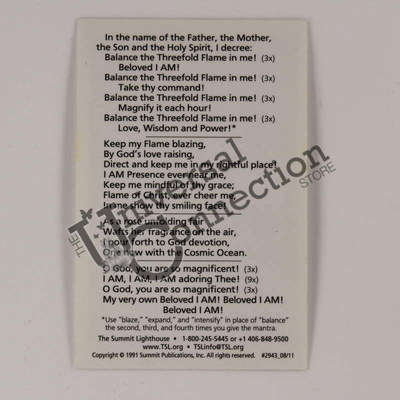 In the name of the Father, the Mother,
the Son and the Holy Spirit, I decree:
Balance the Threefold Flame in me! (3x)
Beloved I AM!
Balance the Threefold Flame in me! (3x)
Take thy command!
Balance the Threefold Flame in me! (3x)
Magnify it each hour!
Balance the Threefold Flame in me! (3x)
Love, Wisdom and Power!*
Keep my Flame blazing,
By God's love raising,
Direct and keep me in my rightful place!
I AM Presence ever near me,
Keep me mindful of thy grace;
Flame of Christ, ever cheer me,
In me show thy smiling face!
As a rose unfolding fair
Wafts her fragrance on the air,
I pour forth to God devotion,
One now with the Cosmic Ocean.
O God, you are so magnificent! (3x)
I AM, I AM, I AM adoring Thee! (9x)
O God, you are so magnificent! (3x)
My very own Beloved I AM! Beloved I AM!
Beloved I AM!
*Use "blaze," "expand," and "intensify" in place of "balance"
the second, third, and fourth times you give the mantra.
The Summit Lighthouse • 1-800-245-5445 or +1 406-848-9500
www.TSL.org • TSLinfo@TSL.org
Copyright © 1991 Summit Publications, Inc. All rights reserved. #2943_08/11
THE
Universal
Connection
STORE